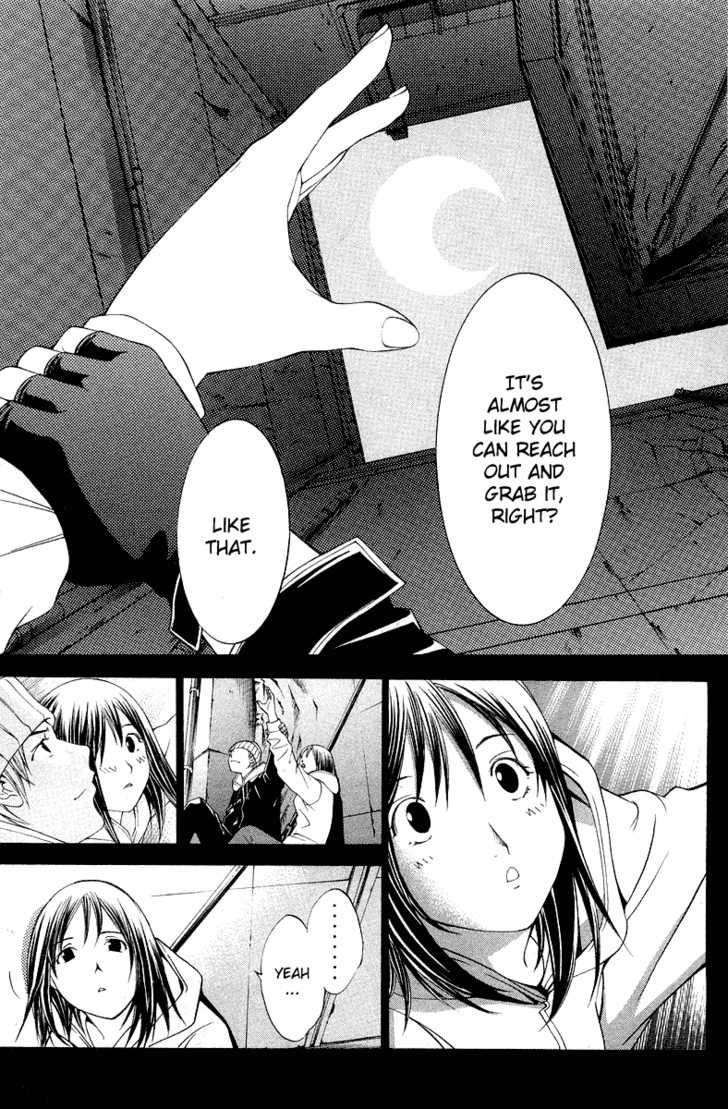 IT'S
ALMOST
LIKE YOU
CAN REACH
OUT AND
GRAB IT,
RIGHT?
LIKE
THAT.
......
YEAH
...